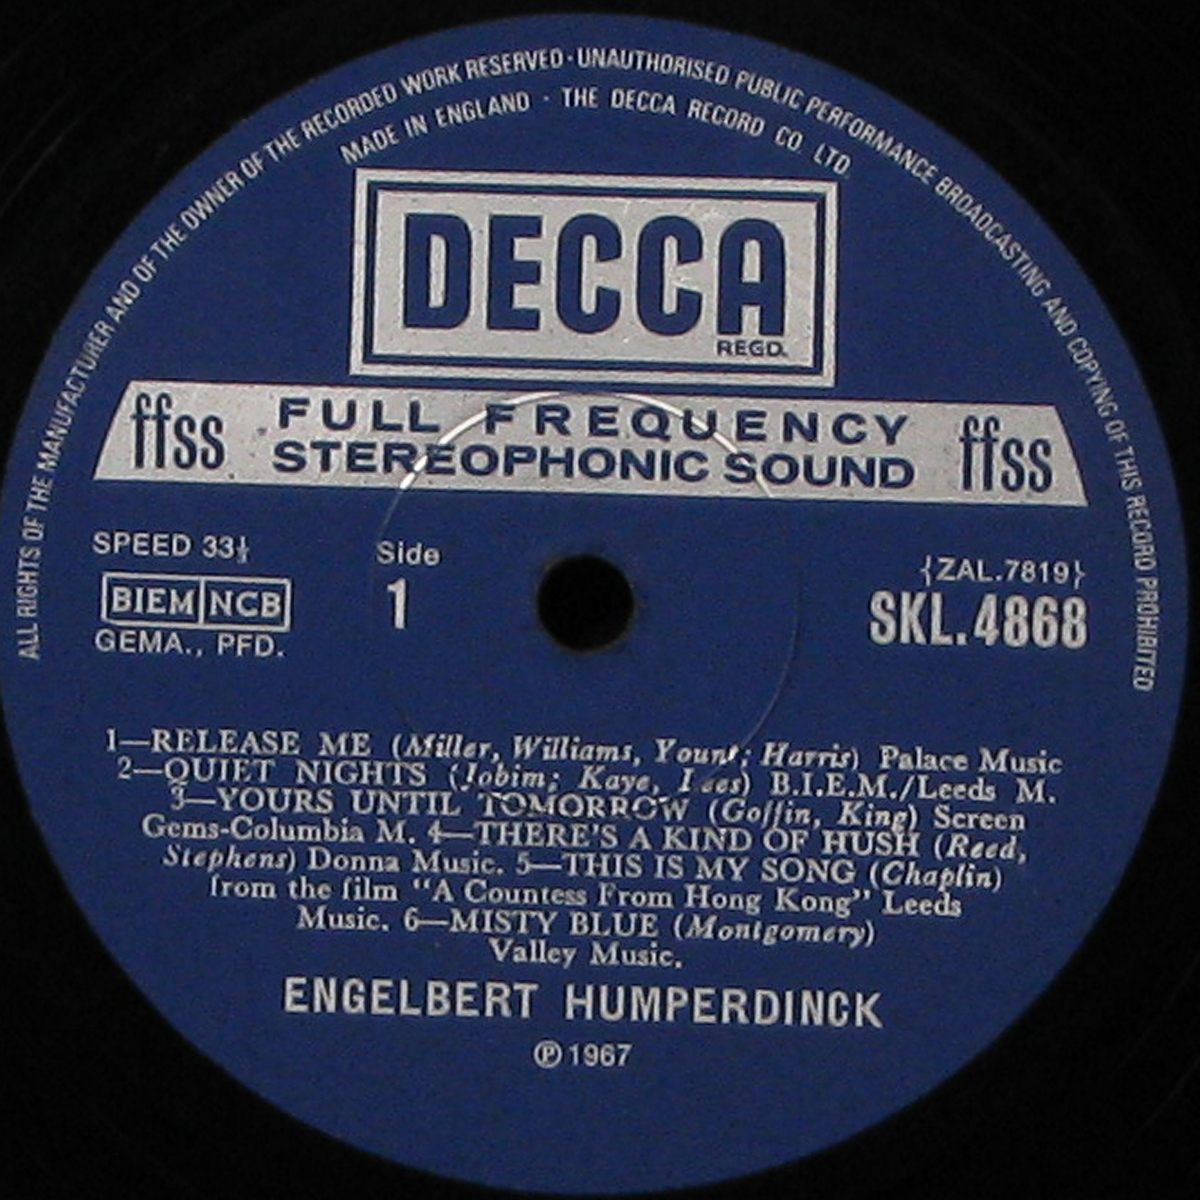 ALL RIGHTS OF THE MANUFACTURER AND OF THE OWNER OF THE RECORDED WORK RESERVED · UNAUTHORISED PUBLIC PERFORMANCE BROADCASTING AND COPYING OF THIS RECORD PROHIBITED
MADE IN ENGLAND · THE DECCA RECORD CO LTD.
DECCA
REGD.
ffss FULL FREQUENCY ffss
STEREOPHONIC SOUND
SPEED 33⅓ Side {ZAL.7819}
BIEM NCB 1 SKL.4868
GEMA., PFD.
1—RELEASE ME (Miller, Williams, Yount; Harris) Palace Music
2—QUIET NIGHTS (Jobim; Kaye, Lees) B.I.E.M./Leeds M.
3—YOURS UNTIL TOMORROW (Goffin, King) Screen
Gems-Columbia M. 4—THERE'S A KIND OF HUSH (Reed,
Stephens) Donna Music. 5—THIS IS MY SONG (Chaplin)
from the film "A Countess From Hong Kong" Leeds
Music. 6—MISTY BLUE (Montgomery)
Valley Music.
ENGELBERT HUMPERDINCK
℗ 1967